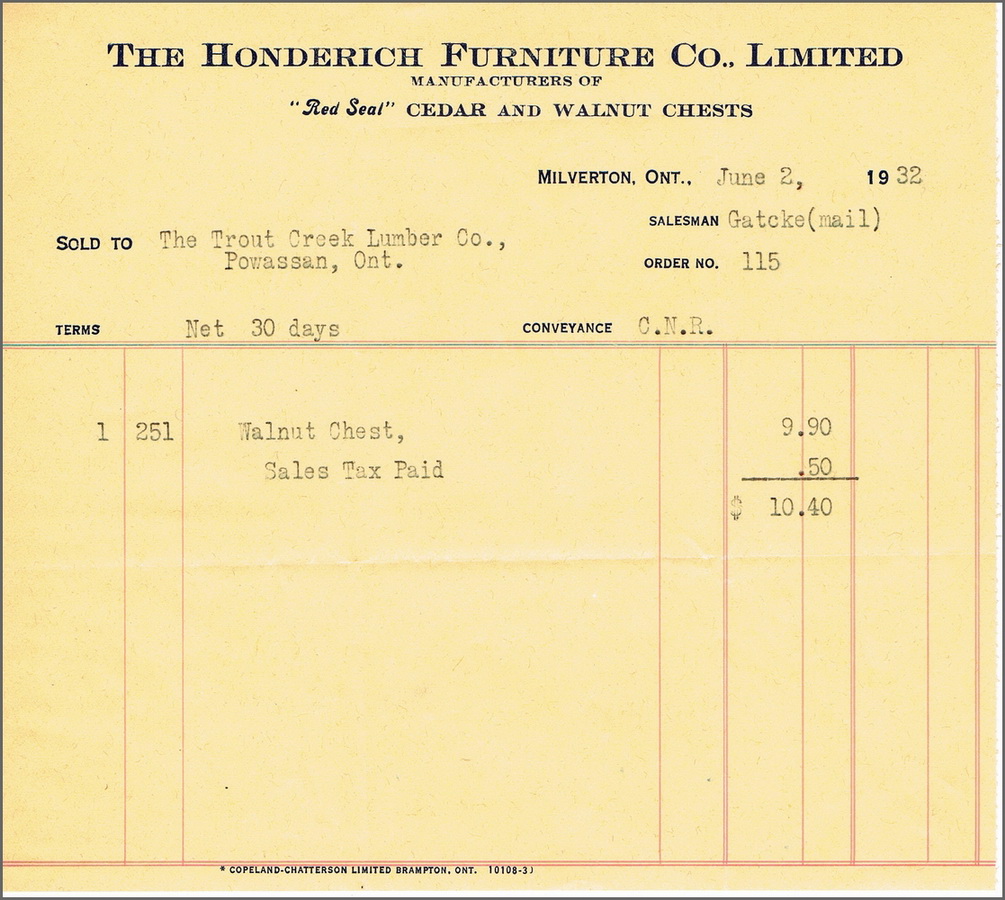 THE HONDERICH FURNITURE CO., LIMITED
MANUFACTURERS OF
"Red Seal" CEDAR AND WALNUT CHESTS
MILVERTON, ONT., June 2, 1932
SALESMAN Gatcke(mail)
SOLD TO The Trout Creek Lumber Co.,
Powassan, Ont.
ORDER NO. 115
TERMS Net 30 days CONVEYANCE C.N.R.
1 251 Walnut Chest, 9.90
Sales Tax Paid .50
$ 10.40
* COPELAND-CHATTERSON LIMITED BRAMPTON, ONT. 10108-3J